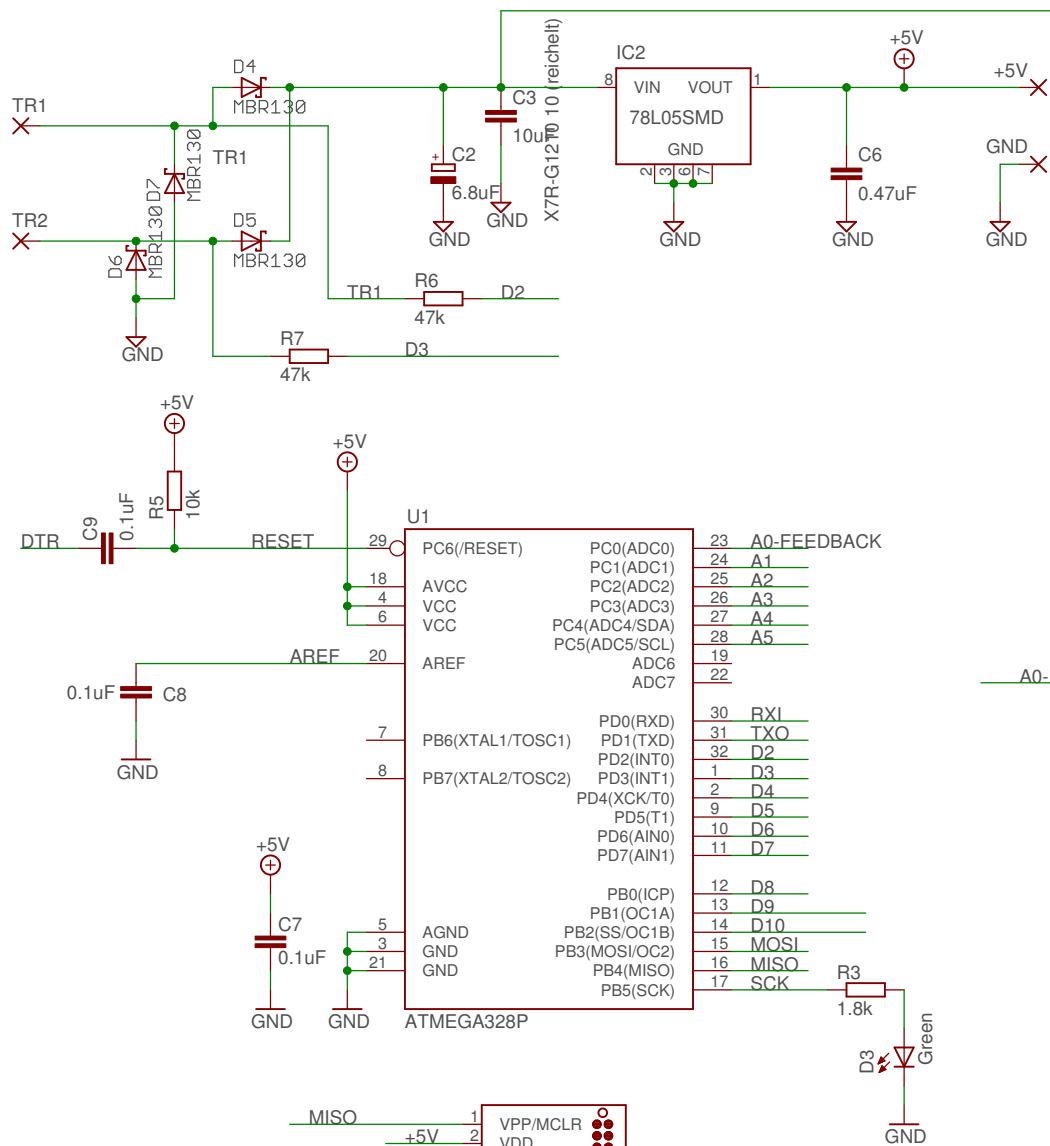 +5V
IC2
D4
MBR130
8
VIN
VOUT
1
+5V
TR1
C3
10uF
X7R-G1210 10 (reichelt)
78L05SMD
TR1
D7
MBR130
C2
+
6.8uF
GND
2
3
6
7
C6
0.47uF
GND
TR2
D5
MBR130
D6
MBR130
GND
GND
GND
GND
GND
TR1
R6
47k
D2
GND
R7
47k
D3
+5V
+5V
R5
10k
C9
0.1uF
U1
DTR
RESET
29
PC6(/RESET)
PC0(ADC0)
23
A0-FEEDBACK
PC1(ADC1)
24
A1
18
AVCC
PC2(ADC2)
25
A2
4
VCC
PC3(ADC3)
26
A3
6
VCC
PC4(ADC4/SDA)
27
A4
PC5(ADC5/SCL)
28
A5
AREF
20
AREF
ADC6
19
ADC7
22
A0-
0.1uF
C8
GND
PD0(RXD)
30
RXI
7
PB6(XTAL1/TOSC1)
PD1(TXD)
31
TXO
PD2(INT0)
32
D2
8
PB7(XTAL2/TOSC2)
PD3(INT1)
1
D3
PD4(XCK/T0)
2
D4
PD5(T1)
9
D5
PD6(AIN0)
10
D6
PD7(AIN1)
11
D7
+5V
C7
0.1uF
GND
PB0(ICP)
12
D8
PB1(OC1A)
13
D9
5
AGND
PB2(SS/OC1B)
14
D10
3
GND
PB3(MOSI/OC2)
15
MOSI
21
GND
PB4(MISO)
16
MISO
PB5(SCK)
17
SCK
R3
1.8k
GND
ATMEGA328P
D3
Green
GND
MISO
1
VPP/MCLR
+5V
2
VDD